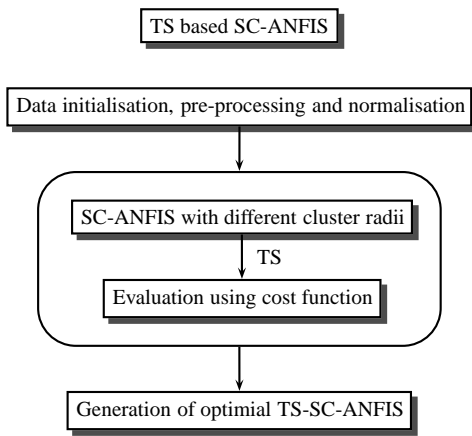 TS based SC-ANFIS
Data initialisation, pre-processing and normalisation
SC-ANFIS with different cluster radii
TS
Evaluation using cost function
Generation of optimial TS-SC-ANFIS